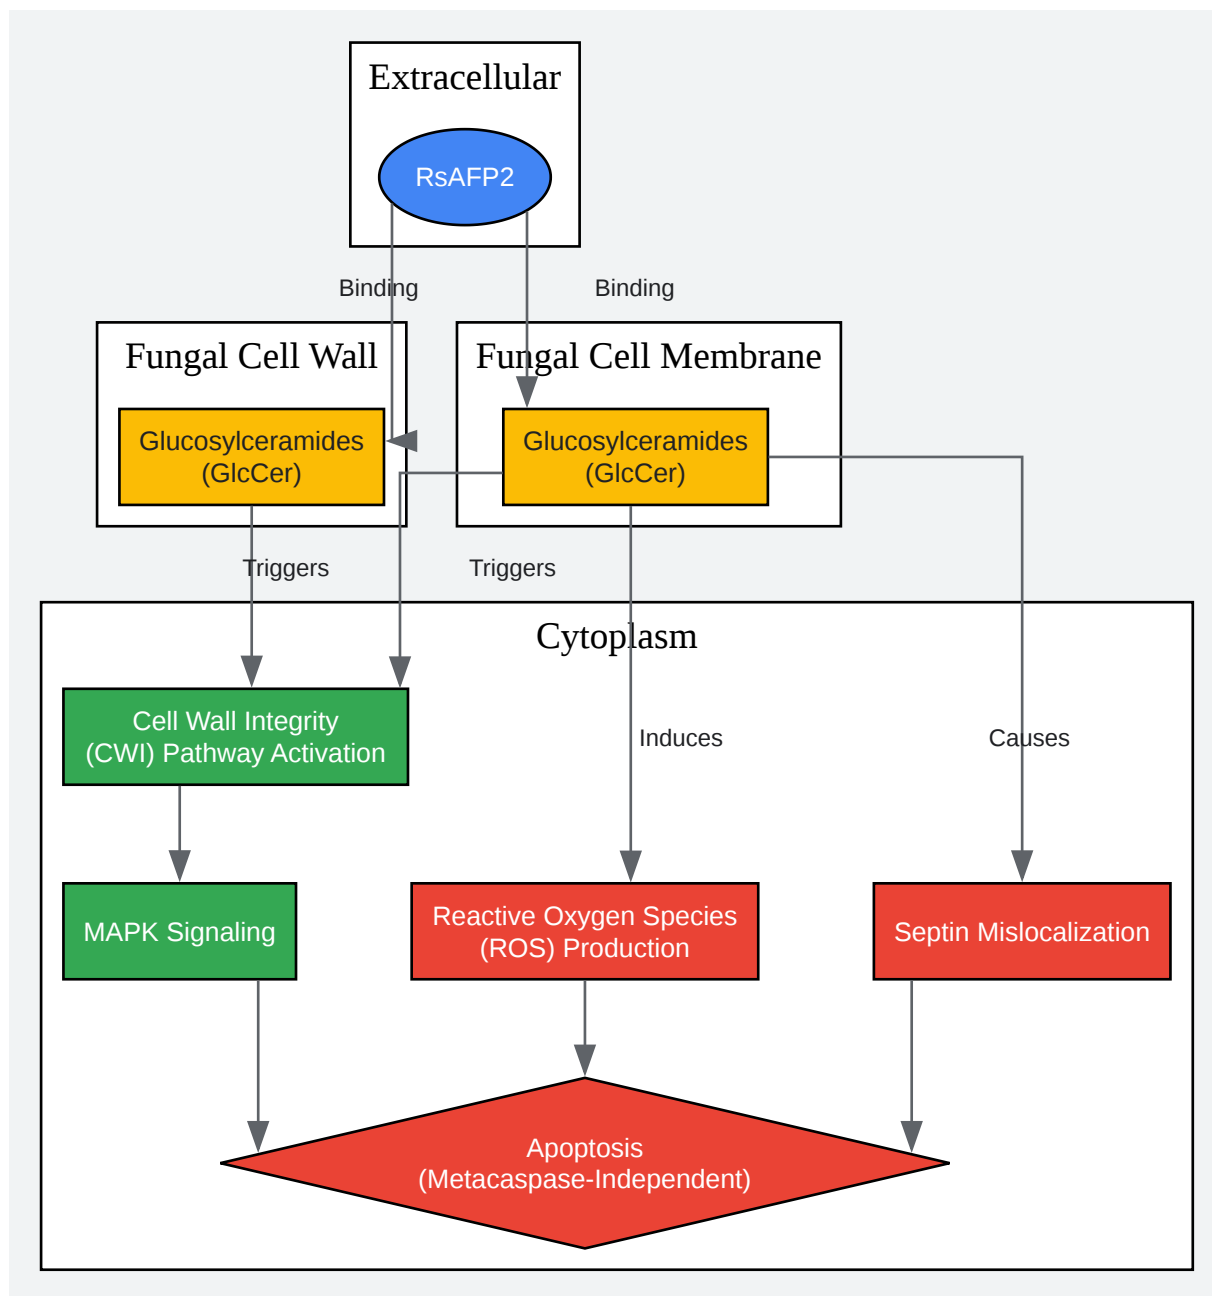 Extracellular
RsAFP2
Binding
Binding
Fungal Cell Wall
Fungal Cell Membrane
Glucosylceramides
(GlcCer)
Glucosylceramides
(GlcCer)
Triggers
Triggers
Cytoplasm
Cell Wall Integrity
(CWI) Pathway Activation
Induces
Causes
MAPK Signaling
Reactive Oxygen Species
(ROS) Production
Septin Mislocalization
Apoptosis
(Metacaspase-Independent)